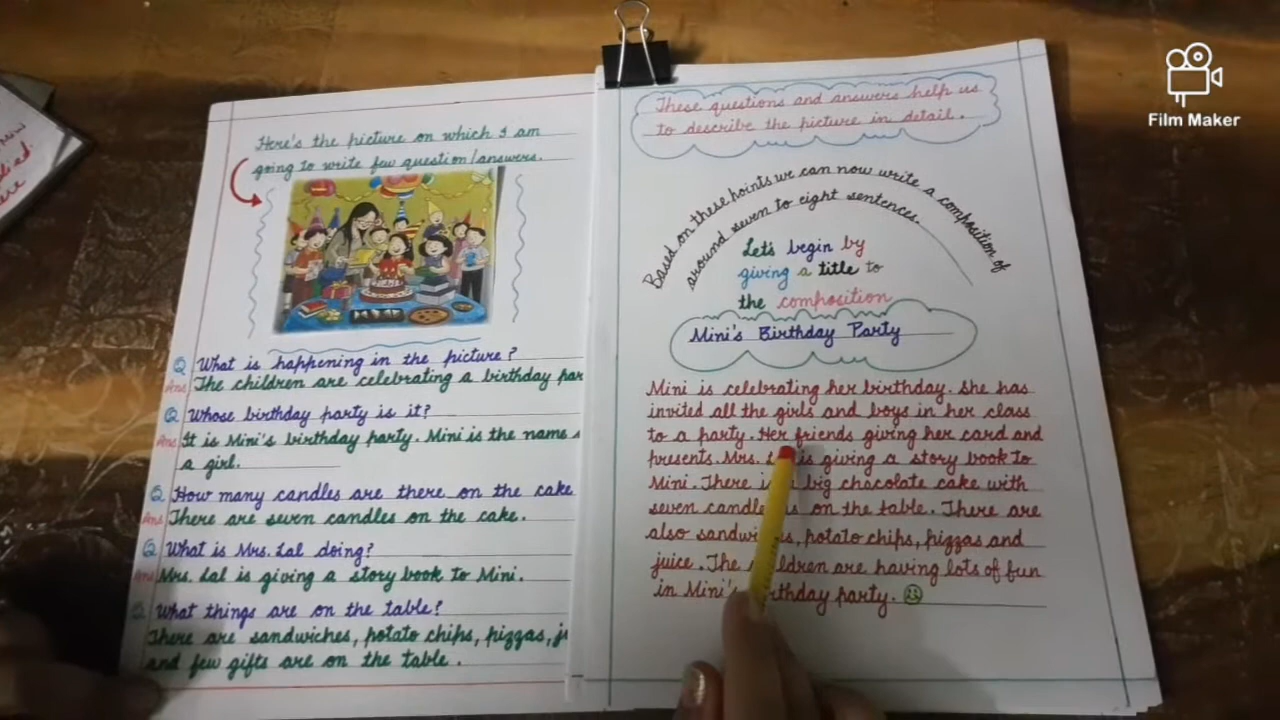 Here's the picture on which I am
going to write few question/answers.
Q What is happening in the picture?
Ans The children are celebrating a birthday par
Q Whose birthday party is it?
Ans It is Mini's birthday party. Mini is the name
a girl.
Q How many candles are there on the cake
Ans There are seven candles on the cake.
Q What is Mrs. Lal doing?
Ans Mrs. Lal is giving a story book to Mini.
Q What things are on the table?
There are sandwiches, potato chips, pizzas, ju
and few gifts are on the table.
These questions and answers help us
to describe the picture in detail.
Based on these points we can now write a composition of
around seven to eight sentences.
Let's begin by
giving a title to
the composition
Mini's Birthday Party
Mini is celebrating her birthday. She has
invited all the girls and boys in her class
to a party. Her friends giving her card and
presents. Mrs. is giving a story book to
Mini. There big chocolate cake with
seven candles on the table. There are
also sandwiches, potato chips, pizzas and
juice. The children are having lots of fun
in Mini's birthday party.
Film Maker